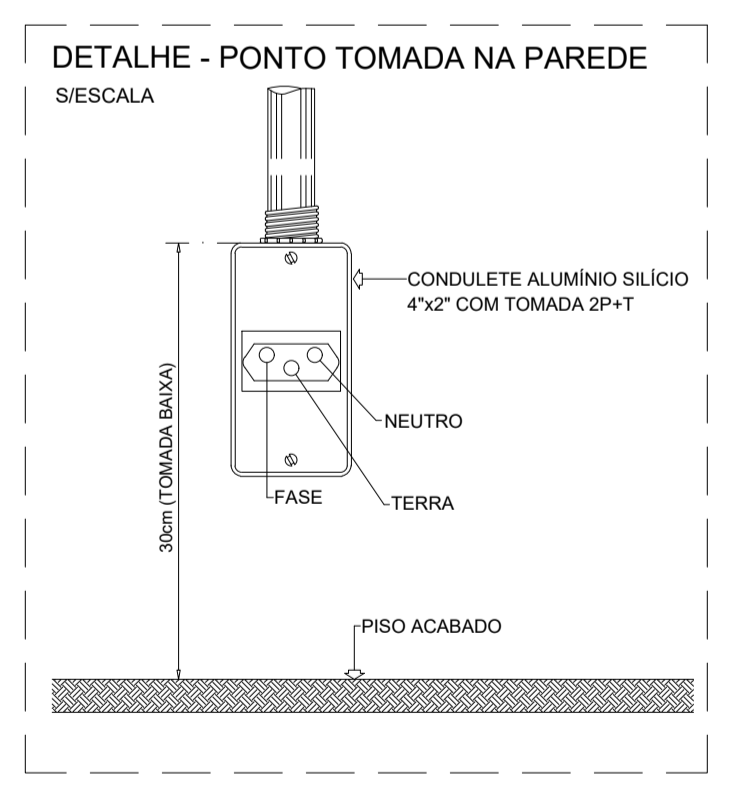 DETALHE - PONTO TOMADA NA PAREDE
S/ESCALA
CONDULETE ALUMÍNIO SILÍCIO
4"x2" COM TOMADA 2P+T
30cm (TOMADA BAIXA)
NEUTRO
FASE
TERRA
PISO ACABADO